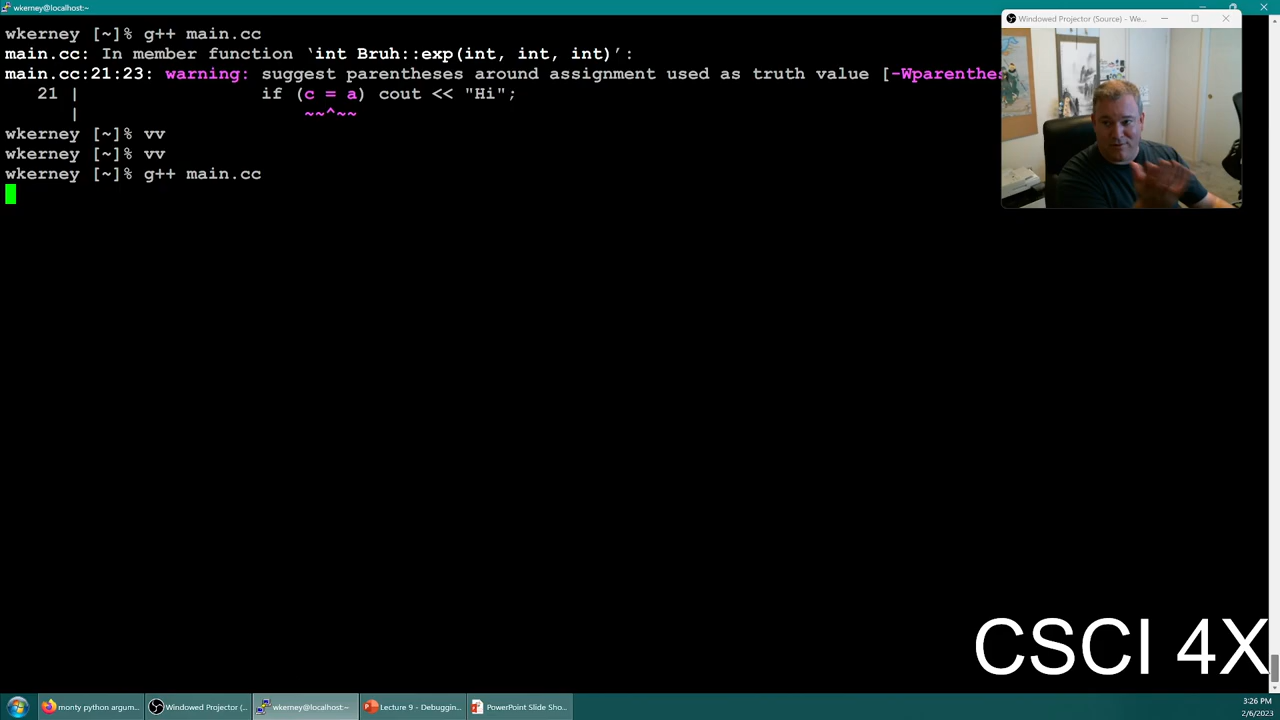 wkerney@localhost:~
wkerney [~]% g++ main.cc
main.cc: In member function ‘int Bruh::exp(int, int, int)’:
main.cc:21:23: warning: suggest parentheses around assignment used as truth value [-Wparenthes
21 | if (c = a) cout << "Hi";
| ~~^~~
wkerney [~]% vv
wkerney [~]% vv
wkerney [~]% g++ main.cc
Windowed Projector (Source) - We...
CSCI 4X
monty python argum...
Windowed Projector (...
wkerney@localhost:~
Lecture 9 - Debuggin...
PowerPoint Slide Sho...
3:26 PM
2/6/2023